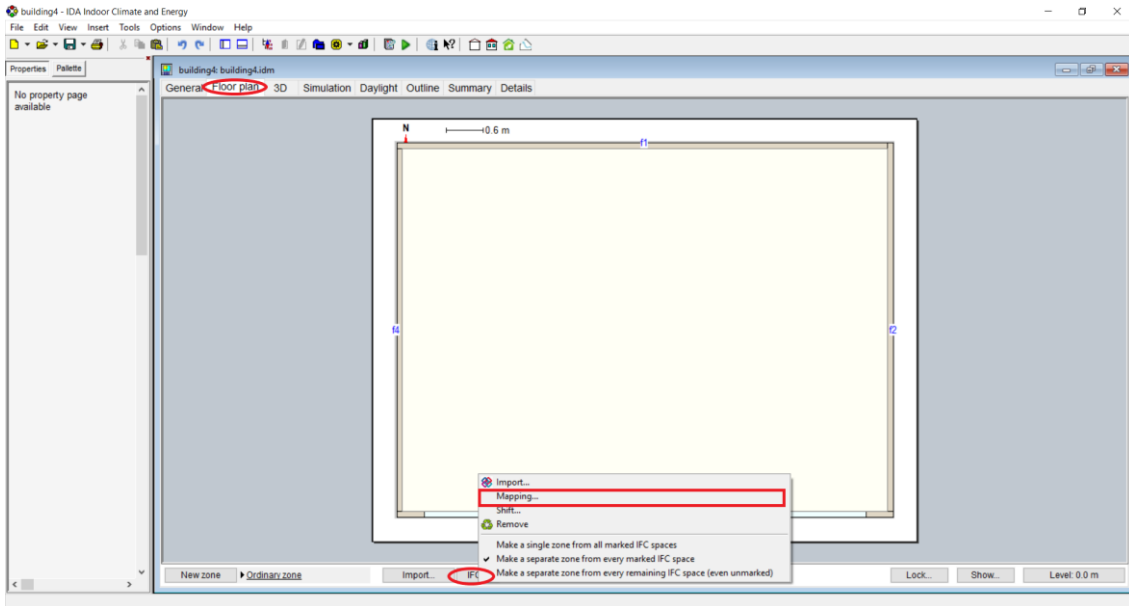 building4 - IDA Indoor Climate and Energy
File Edit View Insert Tools Options Window Help
Properties Palette
No property page
available
building4: building4.idm
General Floor plan 3D Simulation Daylight Outline Summary Details
N 0.6 m
f1
f4
f2
Import...
Mapping...
Shift...
Remove
Make a single zone from all marked IFC spaces
Make a separate zone from every marked IFC space
Make a separate zone from every remaining IFC space (even unmarked)
New zone Ordinary zone Import... IFC Lock... Show... Level: 0.0 m